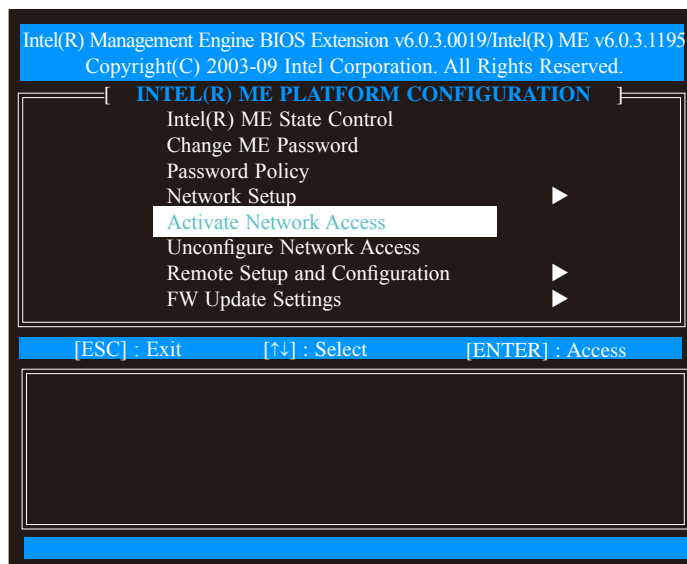 Intel(R) Management Engine BIOS Extension v6.0.3.0019/Intel(R) ME v6.0.3.1195
Copyright(C) 2003-09 Intel Corporation. All Rights Reserved.
[ INTEL(R) ME PLATFORM CONFIGURATION ]
Intel(R) ME State Control
Change ME Password
Password Policy
Network Setup ▶
Activate Network Access
Unconfigure Network Access
Remote Setup and Configuration ▶
FW Update Settings ▶
[ESC] : Exit [↑↓] : Select [ENTER] : Access